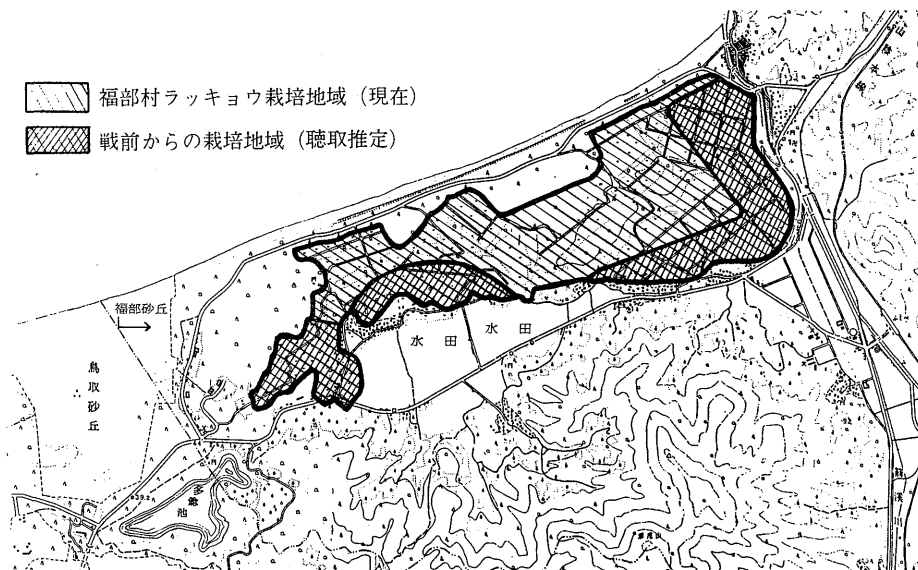 福部村ラッキョウ栽培地域（現在）
戦前からの栽培地域（聴取推定）
福部砂丘
鳥取砂丘
水田
水田
多鯰池